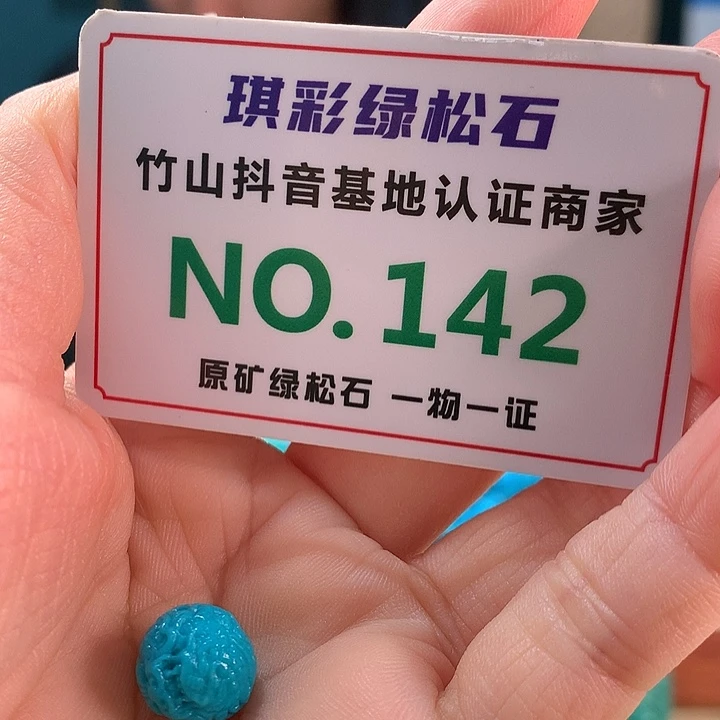 琪彩绿松石
竹山抖音基地认证商家
NO.142
原矿绿松石 一物一证